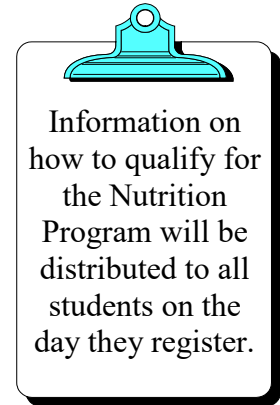 Information on
how to qualify for
the Nutrition
Program will be
distributed to all
students on the
day they register.